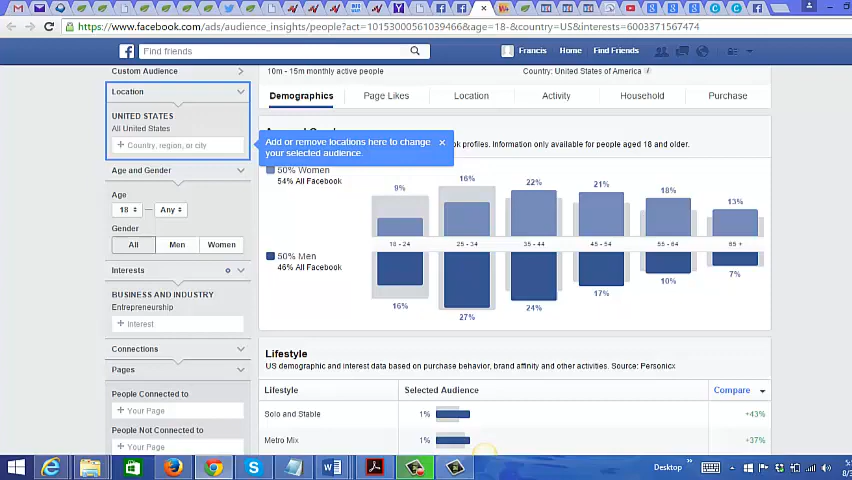 https://www.facebook.com/ads/audience_insights/people?act=10153000561039466&age=18-&country=US&interests=6003371567474
Find friends
Francis Home Find Friends
Custom Audience
10m - 15m monthly active people
Country: United States of America
Location
Demographics Page Likes Location Activity Household Purchase
UNITED STATES
All United States
Country, region, or city
Add or remove locations here to change
your selected audience.
book profiles. Information only available for people aged 18 and older.
Age and Gender
Age
18 — Any
Gender
All Men Women
50% Women
54% All Facebook
9% 16% 22% 21% 18% 13%
18 - 24 25 - 34 35 - 44 45 - 54 55 - 64 65 +
50% Men
46% All Facebook
16% 27% 24% 17% 10% 7%
Interests
BUSINESS AND INDUSTRY
Entrepreneurship
Interest
Connections
Pages
People Connected to
Your Page
People Not Connected to
Your Page
Lifestyle
US demographic and interest data based on purchase behavior, brand affinity and other activities. Source: Personicx
Lifestyle Selected Audience Compare
Solo and Stable 1% +43%
Metro Mix 1% +37%
Desktop